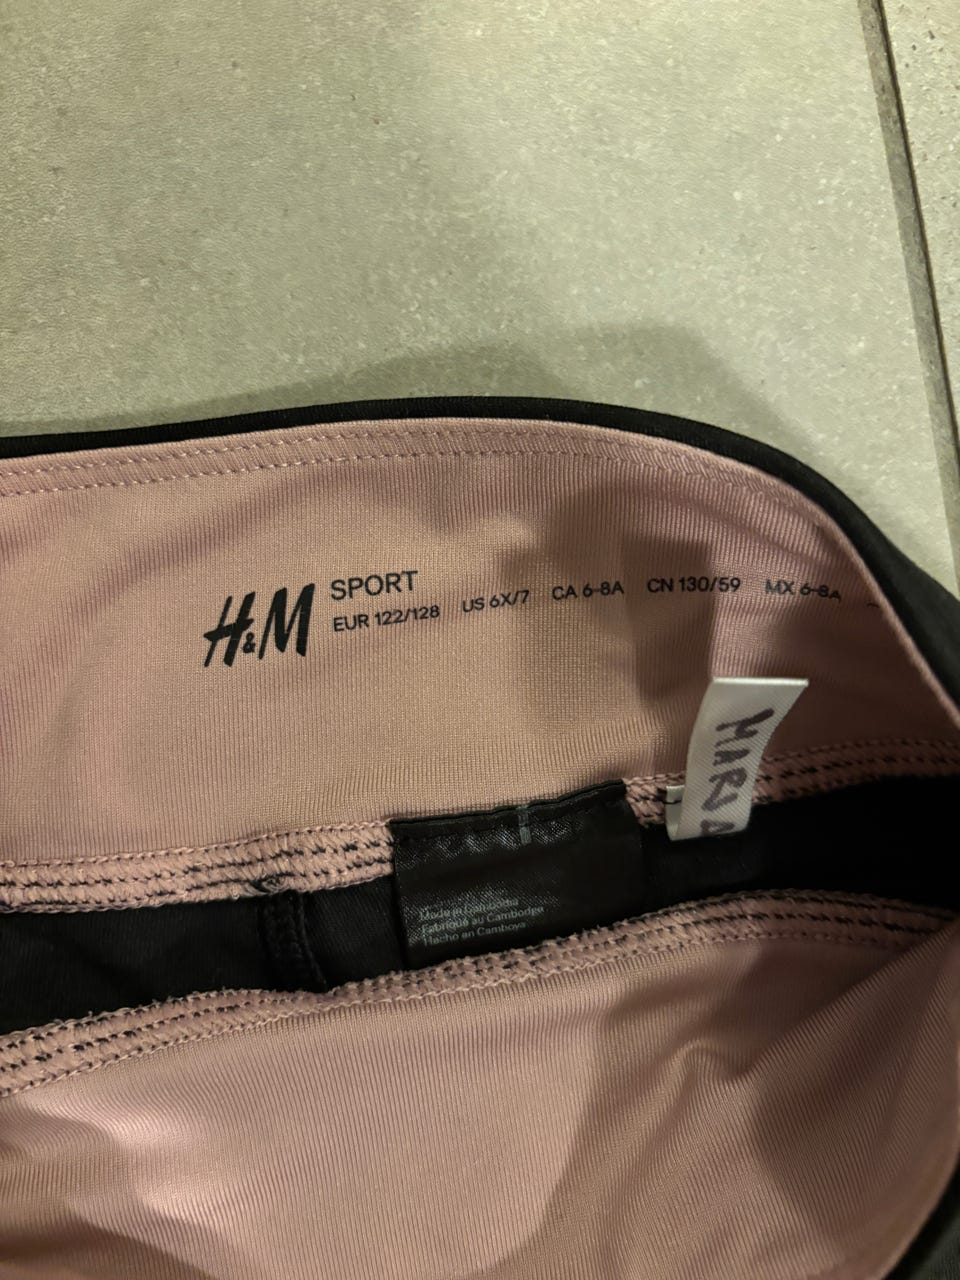 H&M
SPORT
EUR 122/128 US 6X/7 CA 6-8A CN 130/59 MX 6-8A
Made in Cambodia
Fabriqué au Cambodge
Hecho en Camboya